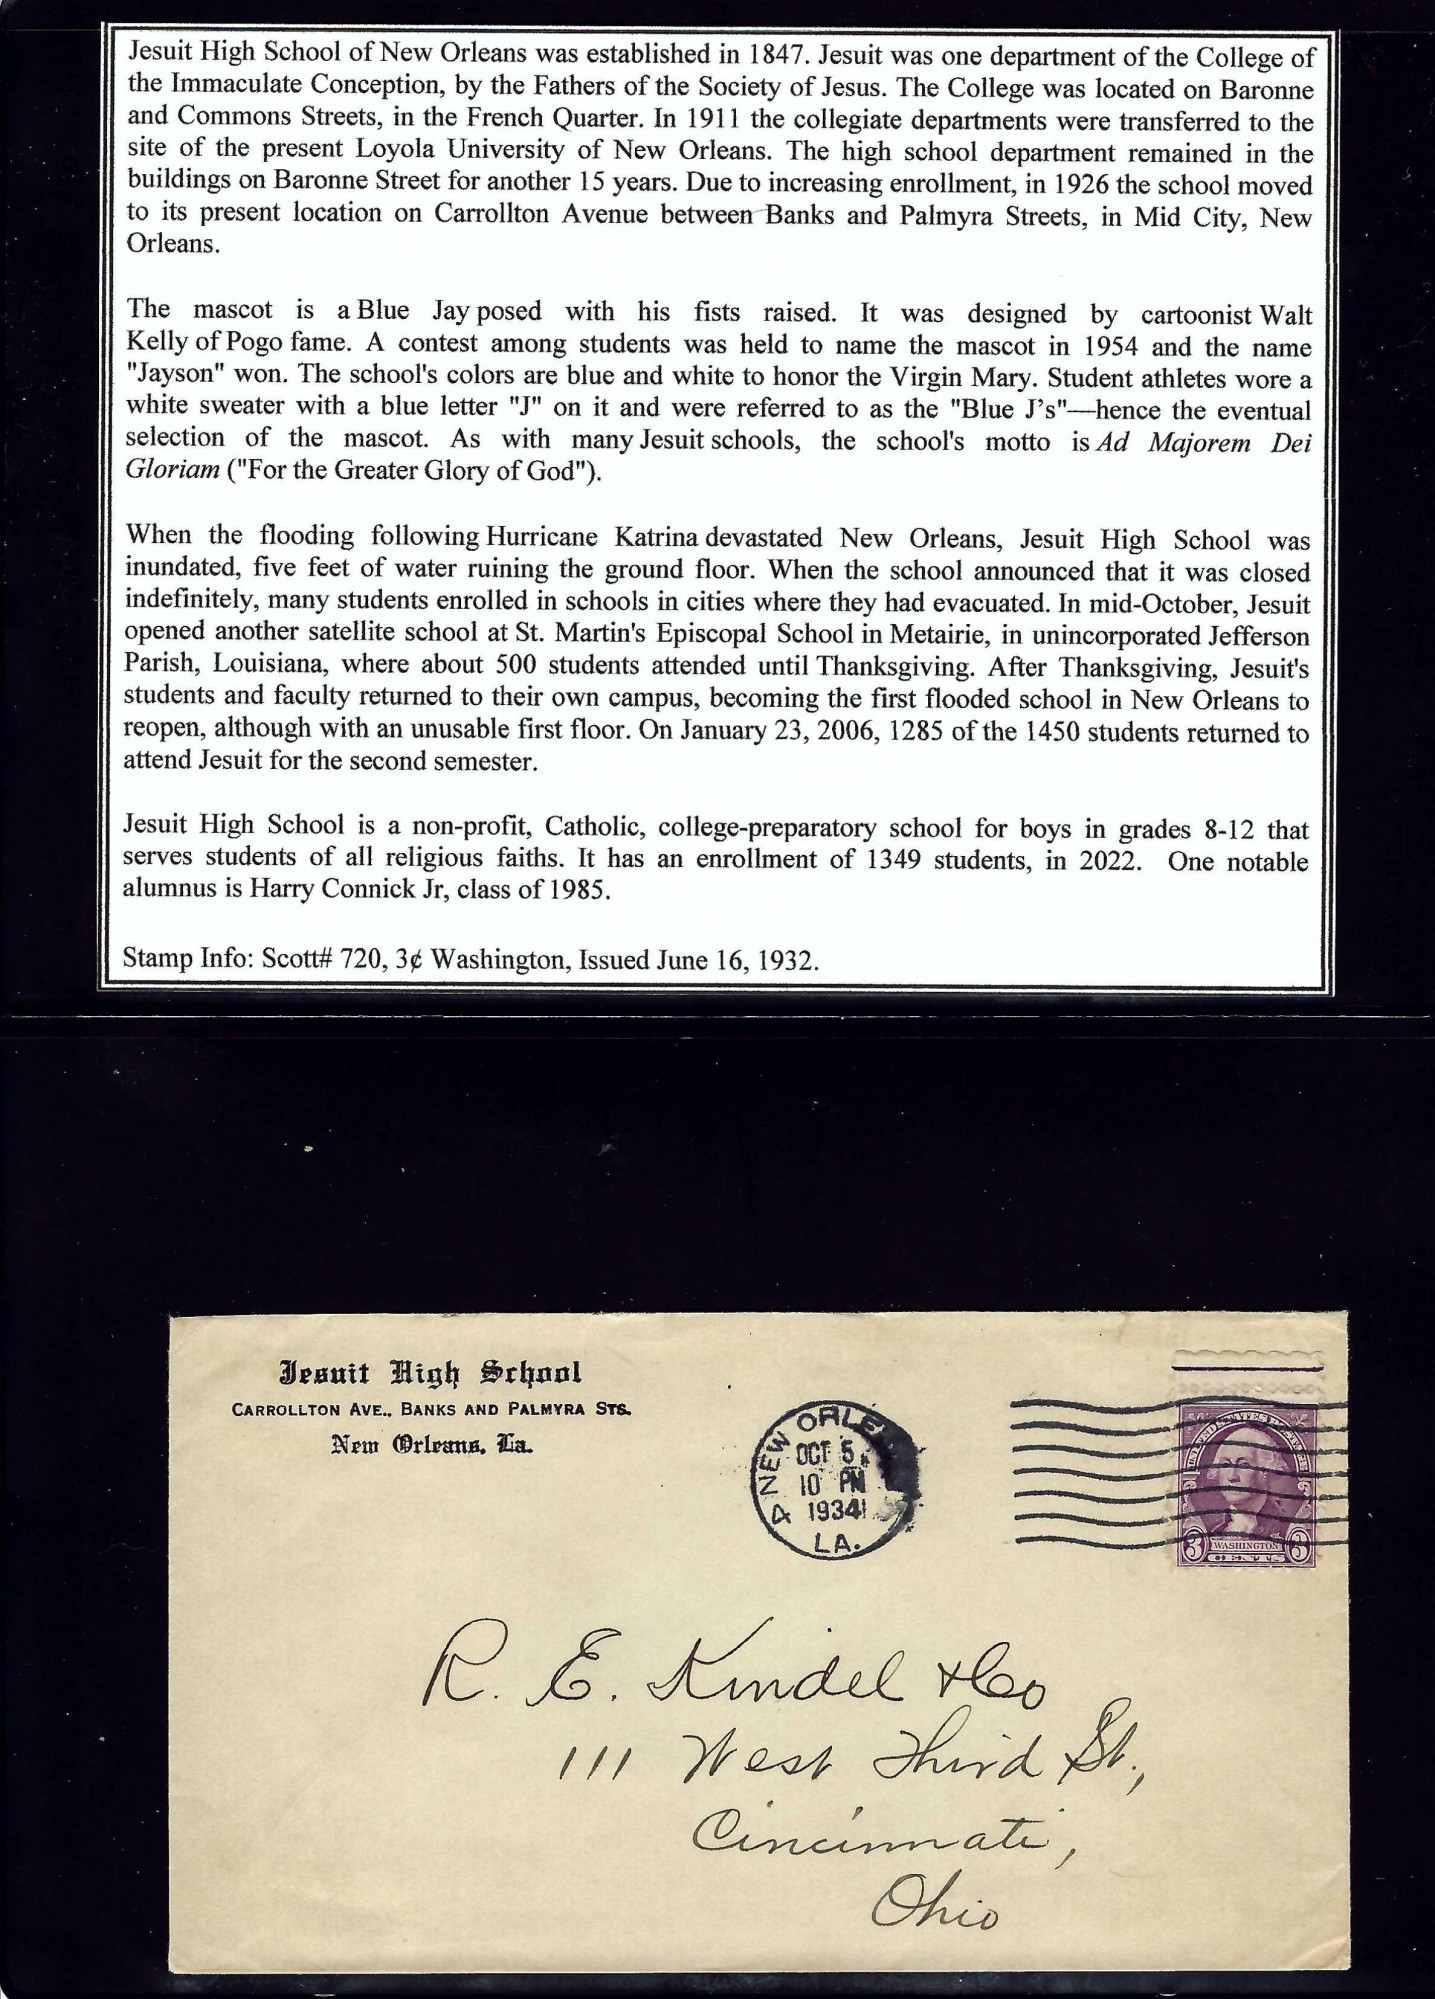 Jesuit High School of New Orleans was established in 1847. Jesuit was one department of the College of
the Immaculate Conception, by the Fathers of the Society of Jesus. The College was located on Baronne
and Commons Streets, in the French Quarter. In 1911 the collegiate departments were transferred to the
site of the present Loyola University of New Orleans. The high school department remained in the
buildings on Baronne Street for another 15 years. Due to increasing enrollment, in 1926 the school moved
to its present location on Carrollton Avenue between Banks and Palmyra Streets, in Mid City, New
Orleans.
The mascot is a Blue Jay posed with his fists raised. It was designed by cartoonist Walt
Kelly of Pogo fame. A contest among students was held to name the mascot in 1954 and the name
"Jayson" won. The school's colors are blue and white to honor the Virgin Mary. Student athletes wore a
white sweater with a blue letter "J" on it and were referred to as the "Blue J's"—hence the eventual
selection of the mascot. As with many Jesuit schools, the school's motto is Ad Majorem Dei
Gloriam ("For the Greater Glory of God").
When the flooding following Hurricane Katrina devastated New Orleans, Jesuit High School was
inundated, five feet of water ruining the ground floor. When the school announced that it was closed
indefinitely, many students enrolled in schools in cities where they had evacuated. In mid-October, Jesuit
opened another satellite school at St. Martin's Episcopal School in Metairie, in unincorporated Jefferson
Parish, Louisiana, where about 500 students attended until Thanksgiving. After Thanksgiving, Jesuit's
students and faculty returned to their own campus, becoming the first flooded school in New Orleans to
reopen, although with an unusable first floor. On January 23, 2006, 1285 of the 1450 students returned to
attend Jesuit for the second semester.
Jesuit High School is a non-profit, Catholic, college-preparatory school for boys in grades 8-12 that
serves students of all religious faiths. It has an enrollment of 1349 students, in 2022. One notable
alumnus is Harry Connick Jr, class of 1985.
Stamp Info: Scott# 720, 3¢ Washington, Issued June 16, 1932.
Jesuit High School
CARROLLTON AVE., BANKS AND PALMYRA STS.
New Orleans, La.
4 NEW ORLE
OCT 5
10 PM
1934
LA.
3 WASHINGTON 3
CENTS
R. E. Kindel & Co
111 West Third St.,
Cincinnati,
Ohio